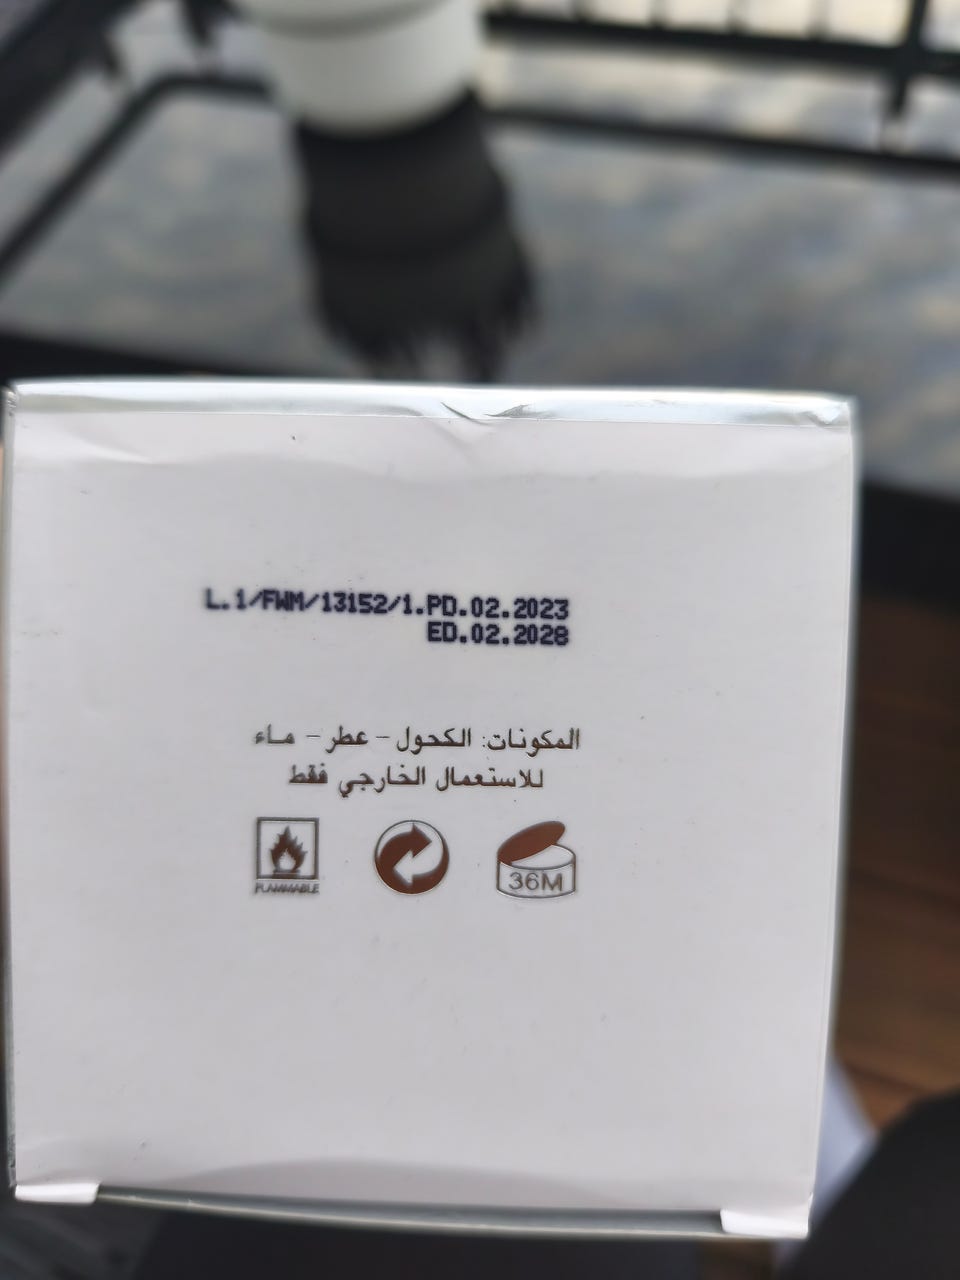 L.1/FWM/13152/1.PD.02.2023
ED.02.2028
المكونات: الكحول - عطر - ماء
للاستعمال الخارجي فقط
FLAMMABLE
36M